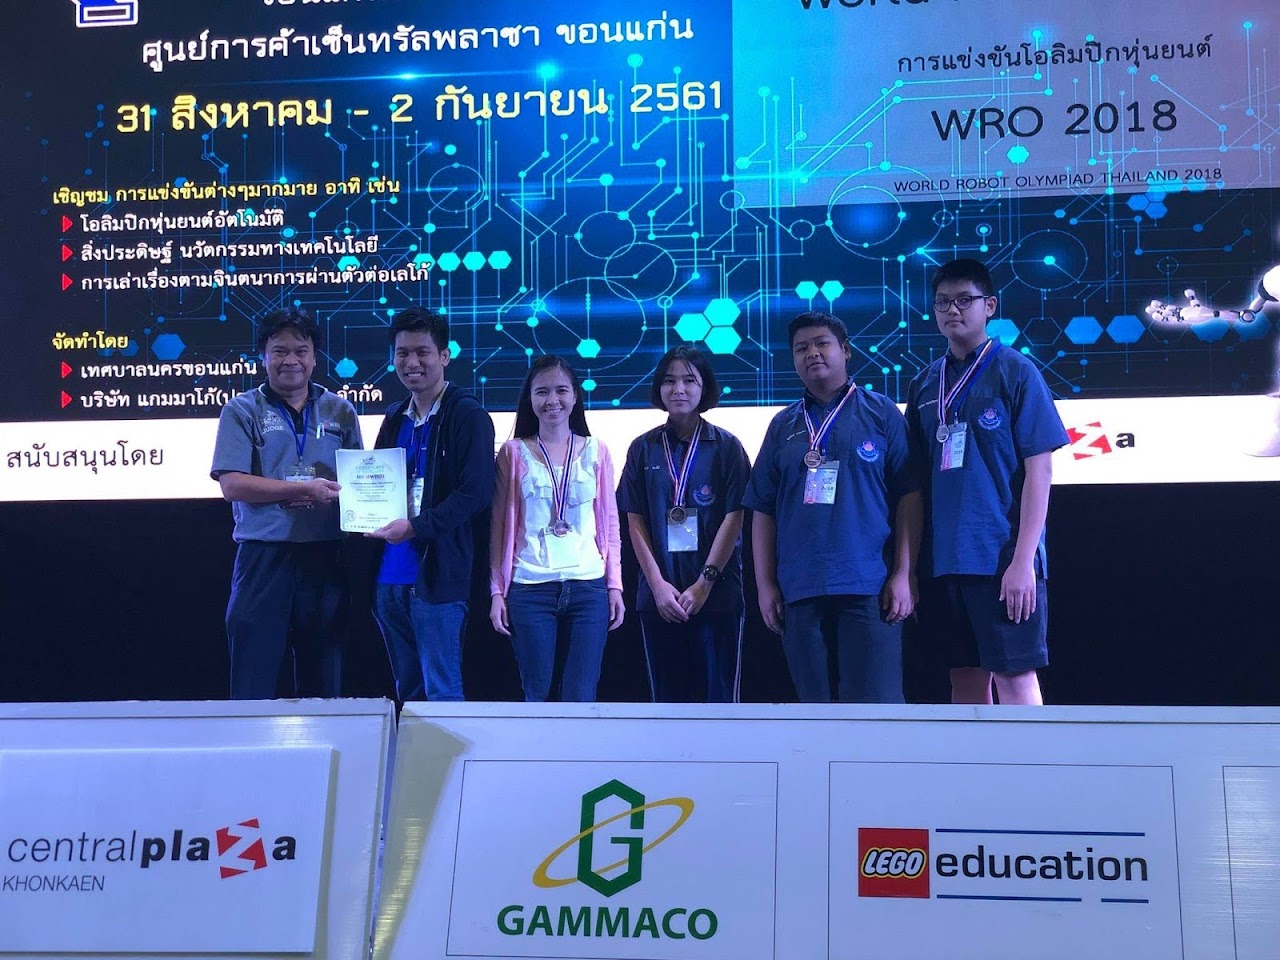 ศูนย์การค้าเซ็นทรัลพลาซา ขอนแก่น
31 สิงหาคม - 2 กันยายน 2561
เชิญชม การแข่งขันต่างๆมากมาย อาทิ เช่น
โอลิมปิกหุ่นยนต์อัตโนมัติ
สิ่งประดิษฐ์ นวัตกรรมทางเทคโนโลยี
การเล่าเรื่องตามจินตนาการผ่านตัวต่อเลโก้
จัดทำโดย
เทศบาลนครขอนแก่น
บริษัท แกมมาโก้(ป
จำกัด
สนับสนุนโดย
การแข่งขันโอลิมปิกหุ่นยนต์
WRO 2018
WORLD ROBOT OLYMPIAD THAILAND 2018
za
JUDGE
centralplaza
KHONKAEN
G
GAMMACO
LEGO education